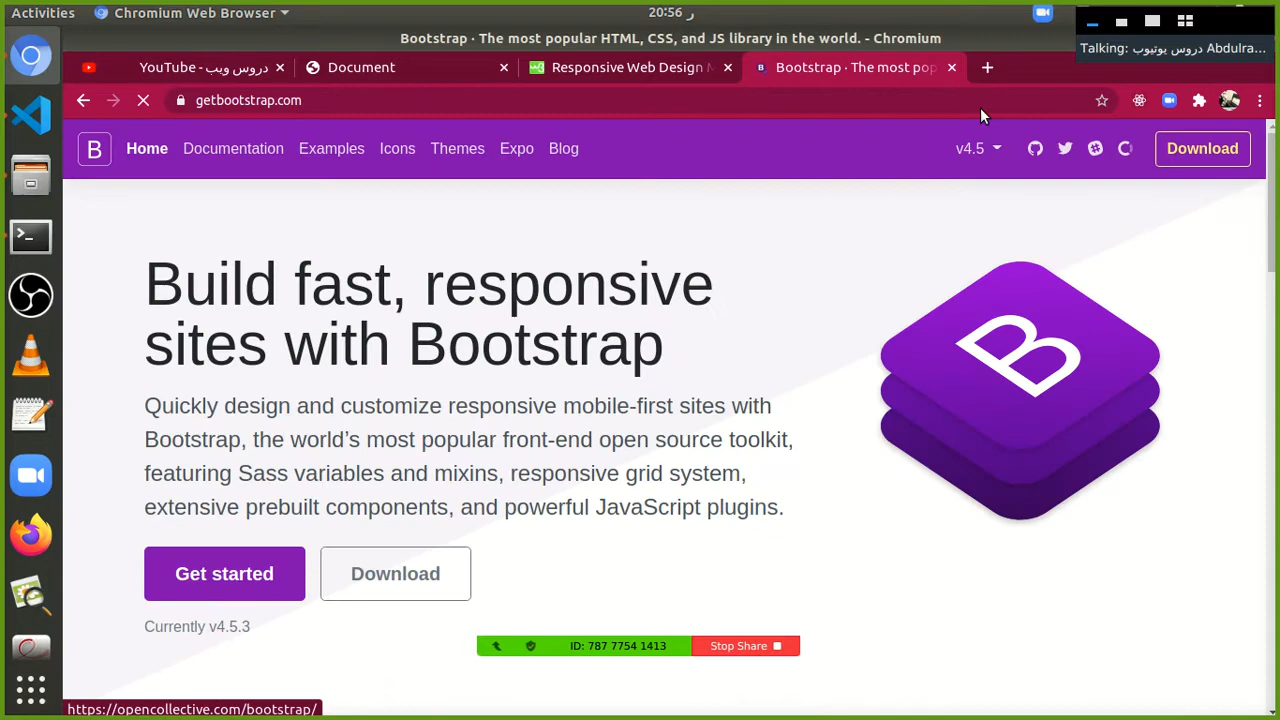 Activities
Chromium Web Browser
20:56 ر
Talking: دروس يوتيوب Abdulra...
Bootstrap · The most popular HTML, CSS, and JS library in the world. - Chromium
دروس ويب - YouTube
Document
Responsive Web Design M
Bootstrap · The most pop
getbootstrap.com
B
Home
Documentation
Examples
Icons
Themes
Expo
Blog
v4.5
Download
Build fast, responsive
sites with Bootstrap
B
Quickly design and customize responsive mobile-first sites with
Bootstrap, the world’s most popular front-end open source toolkit,
featuring Sass variables and mixins, responsive grid system,
extensive prebuilt components, and powerful JavaScript plugins.
Get started
Download
Currently v4.5.3
ID: 787 7754 1413
Stop Share
https://opencollective.com/bootstrap/